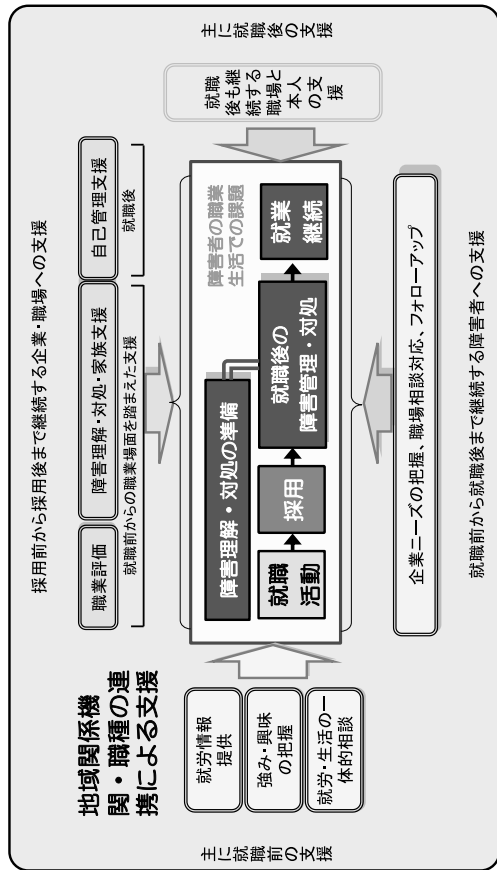 地域関係機
関・職種の連
携による支援
採用前から採用後まで継続する企業・職場への支援
職業評価
障害理解・対処・家族支援
自己管理支援
就職前からの職業場面を踏まえた支援
就職後
主に就職前の支援
就労情報
提供
強み・興味
の把握
就労・生活の一
体的相談
障害者の職業
生活での課題
障害理解・対処の準備
就職
活動
採用
就職後の
障害管理・対処
就業
継続
就職
後も継
続する
職場と
本人
の支
援
主に就職後の支援
企業ニーズの把握、職場相談対応、フォローアップ
就職前から就職後まで継続する障害者への支援